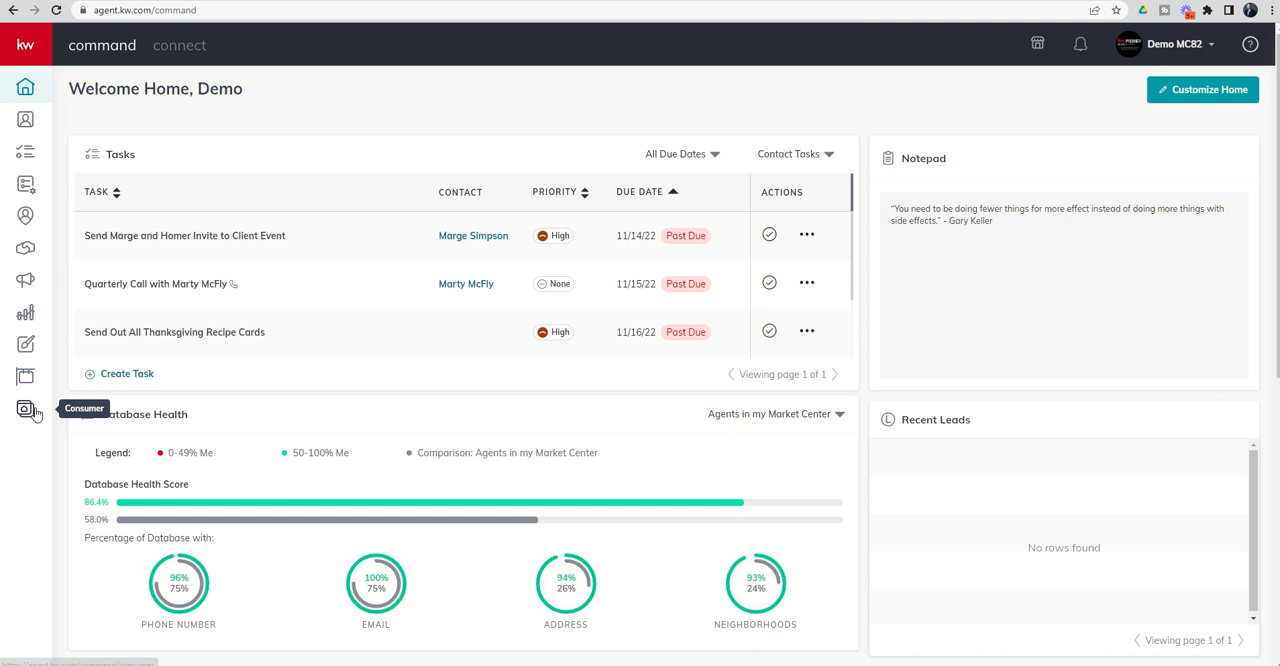 agent.kw.com/command
9+
kw
command
connect
Demo MC82
Welcome Home, Demo
Customize Home
Tasks
All Due Dates
Contact Tasks
TASK
CONTACT
PRIORITY
DUE DATE
ACTIONS
Send Marge and Homer Invite to Client Event
Marge Simpson
High
11/14/22
Past Due
Quarterly Call with Marty McFly
Marty McFly
None
11/15/22
Past Due
Send Out All Thanksgiving Recipe Cards
High
11/16/22
Past Due
Create Task
Viewing page 1 of 1
Notepad
“You need to be doing fewer things for more effect instead of doing more things with
side effects.” - Gary Keller
Consumer
atabase Health
Agents in my Market Center
Legend:
0-49% Me
50-100% Me
Comparison: Agents in my Market Center
Database Health Score
86.4%
58.0%
Percentage of Database with:
96%
75%
PHONE NUMBER
100%
75%
EMAIL
94%
26%
ADDRESS
93%
24%
NEIGHBORHOODS
Recent Leads
No rows found
Viewing page 1 of 1